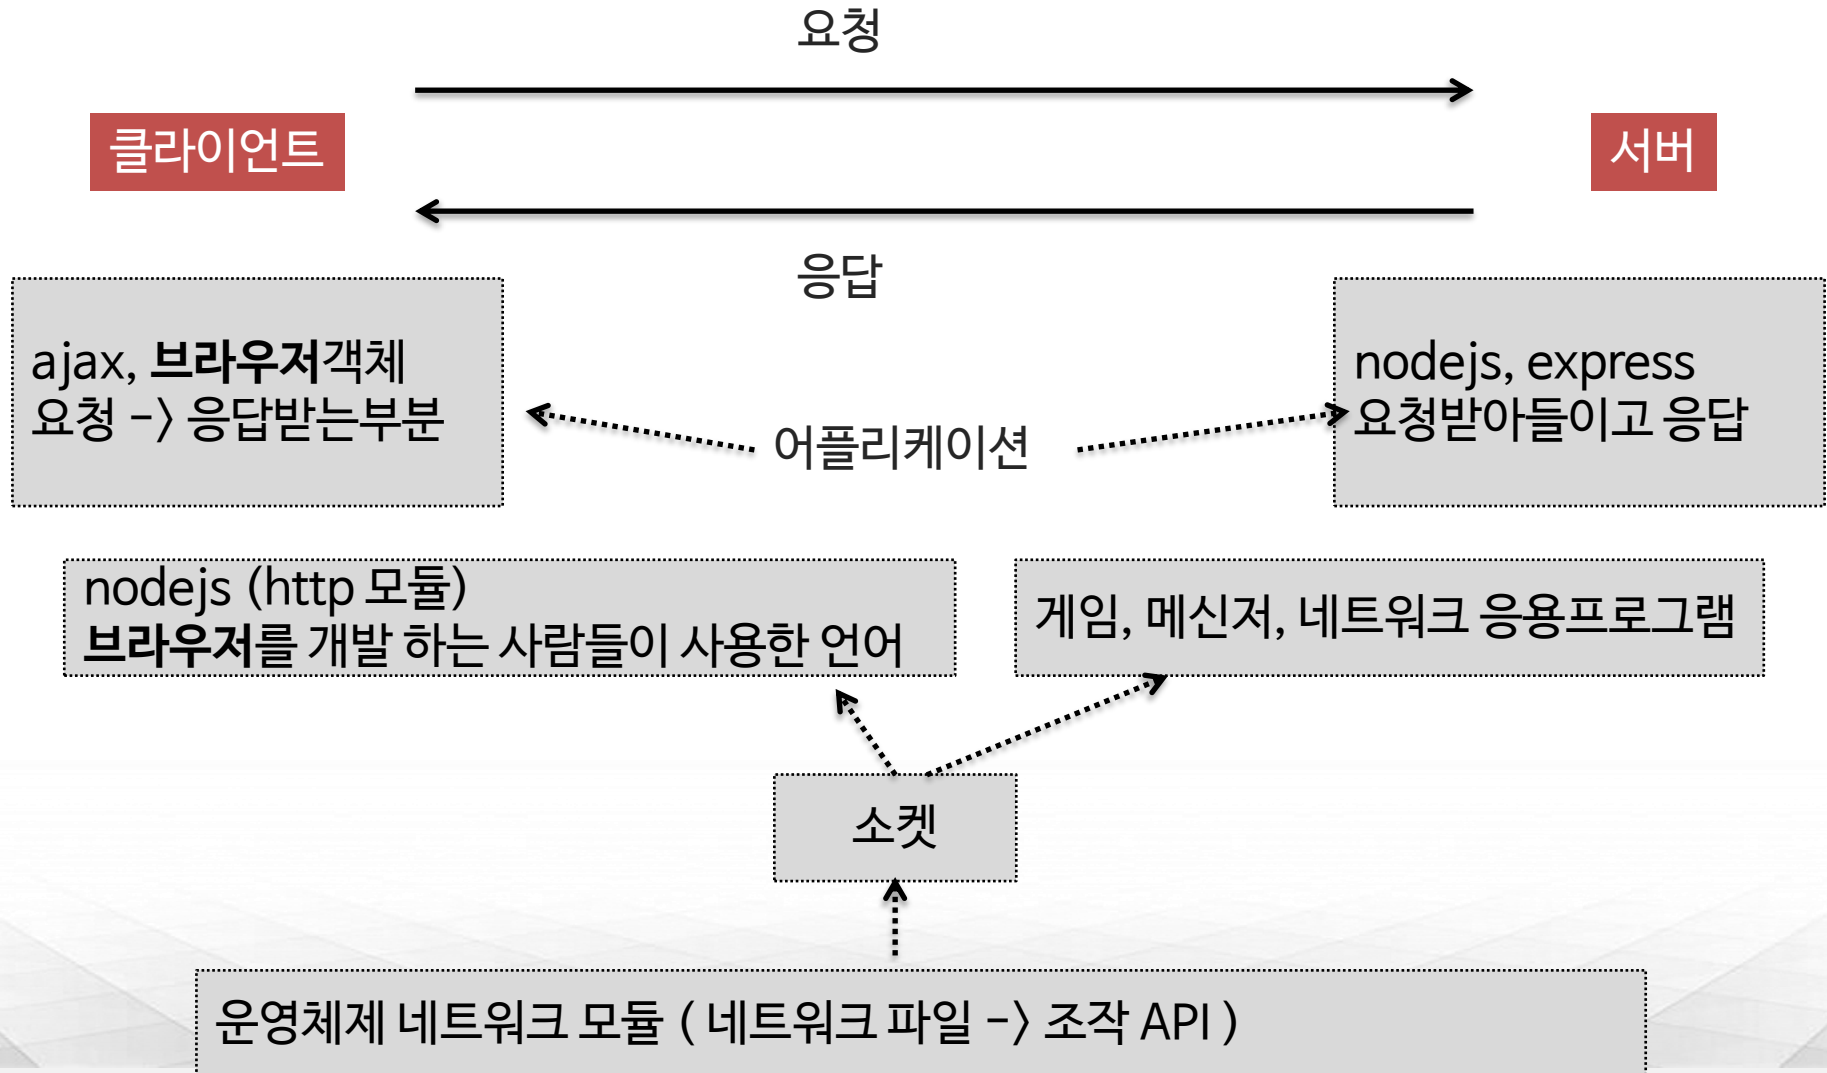 요청
클라이언트
서버
응답
ajax, 브라우저객체
요청 -> 응답받는부분
nodejs, express
요청받아들이고 응답
어플리케이션
nodejs (http 모듈)
브라우저를 개발 하는 사람들이 사용한 언어
게임, 메신저, 네트워크 응용프로그램
소켓
운영체제 네트워크 모듈 ( 네트워크 파일 -> 조작 API )